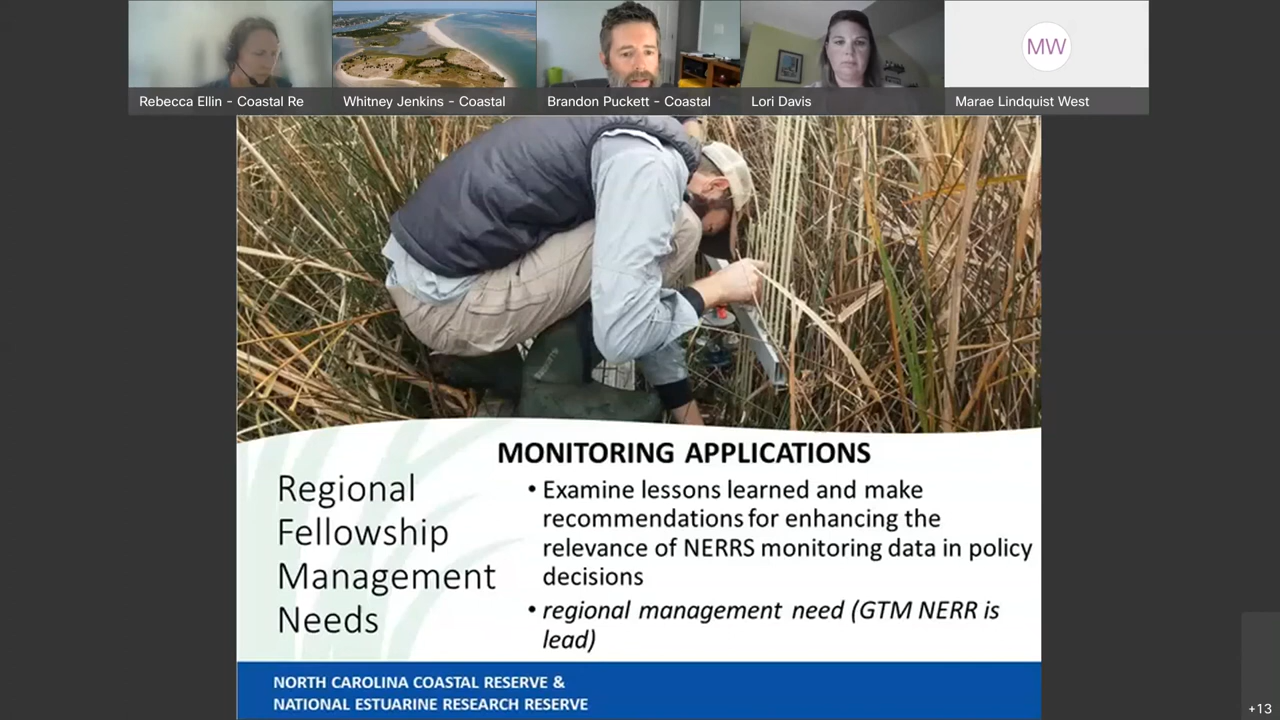 Rebecca Ellin - Coastal Re
Whitney Jenkins - Coastal
Brandon Puckett - Coastal
Lori Davis
MW
Marae Lindquist West
MONITORING APPLICATIONS
Regional
Fellowship
Management
Needs
• Examine lessons learned and make
recommendations for enhancing the
relevance of NERRS monitoring data in policy
decisions
• regional management need (GTM NERR is
lead)
NORTH CAROLINA COASTAL RESERVE &
NATIONAL ESTUARINE RESEARCH RESERVE
+13